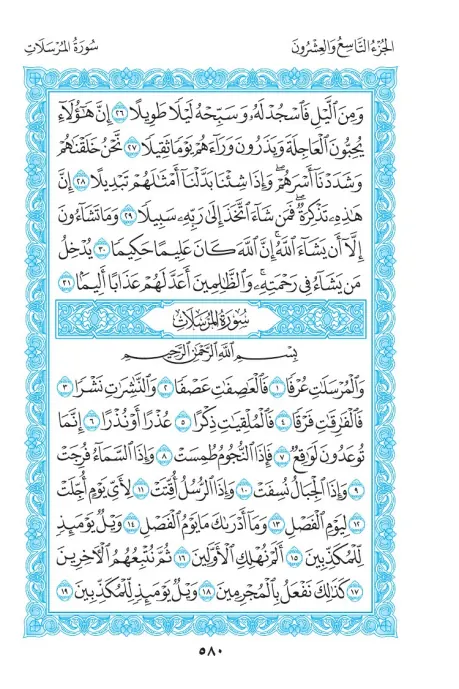 الجُزْءُ التَّاسِعُ وَالعِشْرُونَ
سُورَةُ المُرْسَلَاتِ
وَمِنَ ٱلَّيْلِ فَٱسْجُدْ لَهُۥ وَسَبِّحْهُ لَيْلًا طَوِيلًا ٢٦ إِنَّ هَٰٓؤُلَآءِ
يُحِبُّونَ ٱلْعَاجِلَةَ وَيَذَرُونَ وَرَآءَهُمْ يَوْمًا ثَقِيلًا ٢٧ نَّحْنُ خَلَقْنَٰهُمْ
وَشَدَدْنَآ أَسْرَهُمْ ۖ وَإِذَا شِئْنَا بَدَّلْنَآ أَمْثَٰلَهُمْ تَبْدِيلًا ٢٨ إِنَّ
هَٰذِهِۦ تَذْكِرَةٌ ۖ فَمَن شَآءَ ٱتَّخَذَ إِلَىٰ رَبِّهِۦ سَبِيلًا ٢٩ وَمَا تَشَآءُونَ
إِلَّآ أَن يَشَآءَ ٱللَّهُ ۚ إِنَّ ٱللَّهَ كَانَ عَلِيمًا حَكِيمًا ٣٠ يُدْخِلُ
مَن يَشَآءُ فِى رَحْمَتِهِۦ ۚ وَٱلظَّٰلِمِينَ أَعَدَّ لَهُمْ عَذَابًا أَلِيمًۢا ٣١
سُورَةُ المُرْسَلَاتِ
بِسْمِ ٱللَّهِ ٱلرَّحْمَٰنِ ٱلرَّحِيمِ
وَٱلْمُرْسَلَٰتِ عُرْفًا ١ فَٱلْعَٰصِفَٰتِ عَصْفًا ٢ وَٱلنَّٰشِرَٰتِ نَشْرًا ٣
فَٱلْفَٰرِقَٰتِ فَرْقًا ٤ فَٱلْمُلْقِيَٰتِ ذِكْرًا ٥ عُذْرًا أَوْ نُذْرًا ٦ إِنَّمَا
تُوعَدُونَ لَوَٰقِعٌ ٧ فَإِذَا ٱلنُّجُومُ طُمِسَتْ ٨ وَإِذَا ٱلسَّمَآءُ فُرِجَتْ
٩ وَإِذَا ٱلْجِبَالُ نُسِفَتْ ١٠ وَإِذَا ٱلرُّسُلُ أُقِّتَتْ ١١ لِأَىِّ يَوْمٍ أُجِّلَتْ
١٢ لِيَوْمِ ٱلْفَصْلِ ١٣ وَمَآ أَدْرَىٰكَ مَا يَوْمُ ٱلْفَصْلِ ١٤ وَيْلٌ يَوْمَئِذٍ
لِّلْمُكَذِّبِينَ ١٥ أَلَمْ نُهْلِكِ ٱلْأَوَّلِينَ ١٦ ثُمَّ نُتْبِعُهُمُ ٱلْءَاخِرِينَ
١٧ كَذَٰلِكَ نَفْعَلُ بِٱلْمُجْرِمِينَ ١٨ وَيْلٌ يَوْمَئِذٍ لِّلْمُكَذِّبِينَ ١٩
٥٨٠